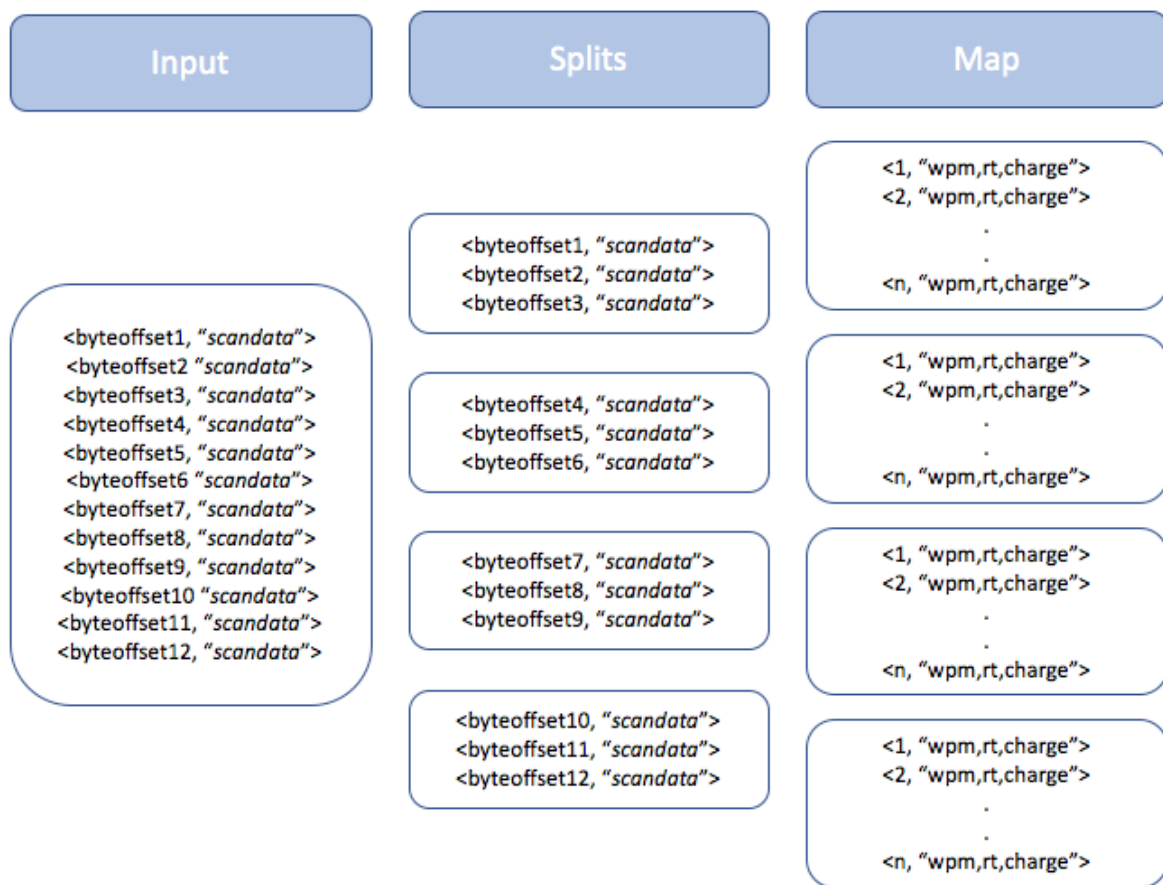 Input
Splits
Map
<byteoffset1, “scandata”>
<byteoffset2 “scandata”>
<byteoffset3, “scandata”>
<byteoffset4, “scandata”>
<byteoffset5, “scandata”>
<byteoffset6 “scandata”>
<byteoffset7, “scandata”>
<byteoffset8, “scandata”>
<byteoffset9, “scandata”>
<byteoffset10 “scandata”>
<byteoffset11, “scandata”>
<byteoffset12, “scandata”>
<byteoffset1, “scandata”>
<byteoffset2, “scandata”>
<byteoffset3, “scandata”>
<byteoffset4, “scandata”>
<byteoffset5, “scandata”>
<byteoffset6, “scandata”>
<byteoffset7, “scandata”>
<byteoffset8, “scandata”>
<byteoffset9, “scandata”>
<byteoffset10, “scandata”>
<byteoffset11, “scandata”>
<byteoffset12, “scandata”>
<1, “wpm,rt,charge”>
<2, “wpm,rt,charge”>
.
.
<n, “wpm,rt,charge”>
<1, “wpm,rt,charge”>
<2, “wpm,rt,charge”>
.
.
<n, “wpm,rt,charge”>
<1, “wpm,rt,charge”>
<2, “wpm,rt,charge”>
.
.
<n, “wpm,rt,charge”>
<1, “wpm,rt,charge”>
<2, “wpm,rt,charge”>
.
.
<n, “wpm,rt,charge”>